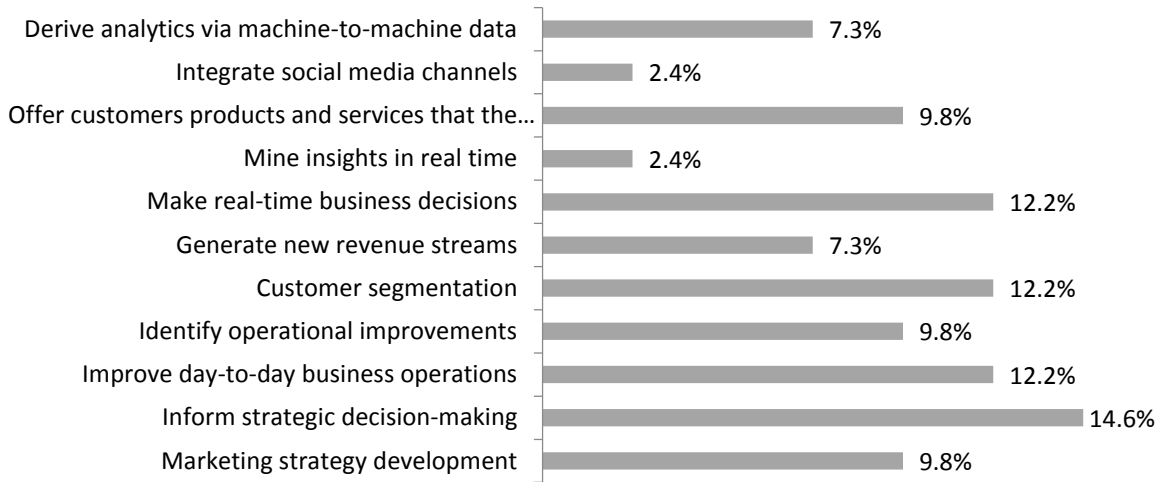 Derive analytics via machine-to-machine data 7.3%
Integrate social media channels 2.4%
Offer customers products and services that the… 9.8%
Mine insights in real time 2.4%
Make real-time business decisions 12.2%
Generate new revenue streams 7.3%
Customer segmentation 12.2%
Identify operational improvements 9.8%
Improve day-to-day business operations 12.2%
Inform strategic decision-making 14.6%
Marketing strategy development 9.8%